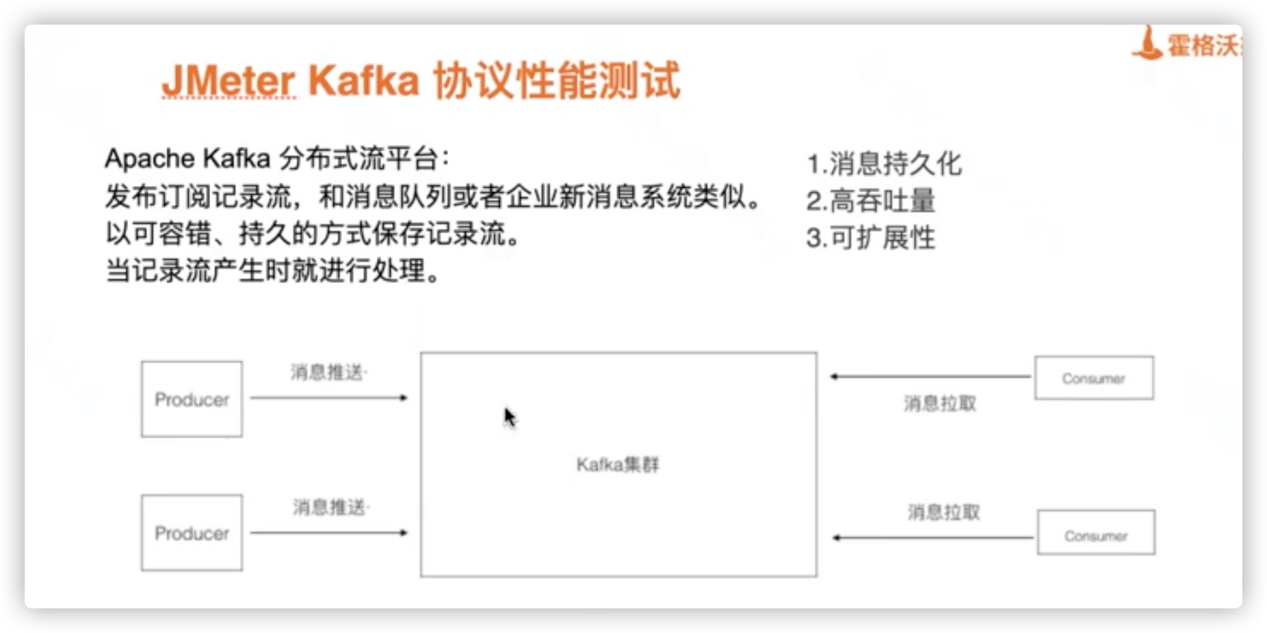 霍格沃
JMeter Kafka 协议性能测试
Apache Kafka 分布式流平台：
发布订阅记录流，和消息队列或者企业新消息系统类似。
以可容错、持久的方式保存记录流。
当记录流产生时就进行处理。
1.消息持久化
2.高吞吐量
3.可扩展性
Producer
消息推送
Kafka集群
消息拉取
Consumer
Producer
消息推送
消息拉取
Consumer